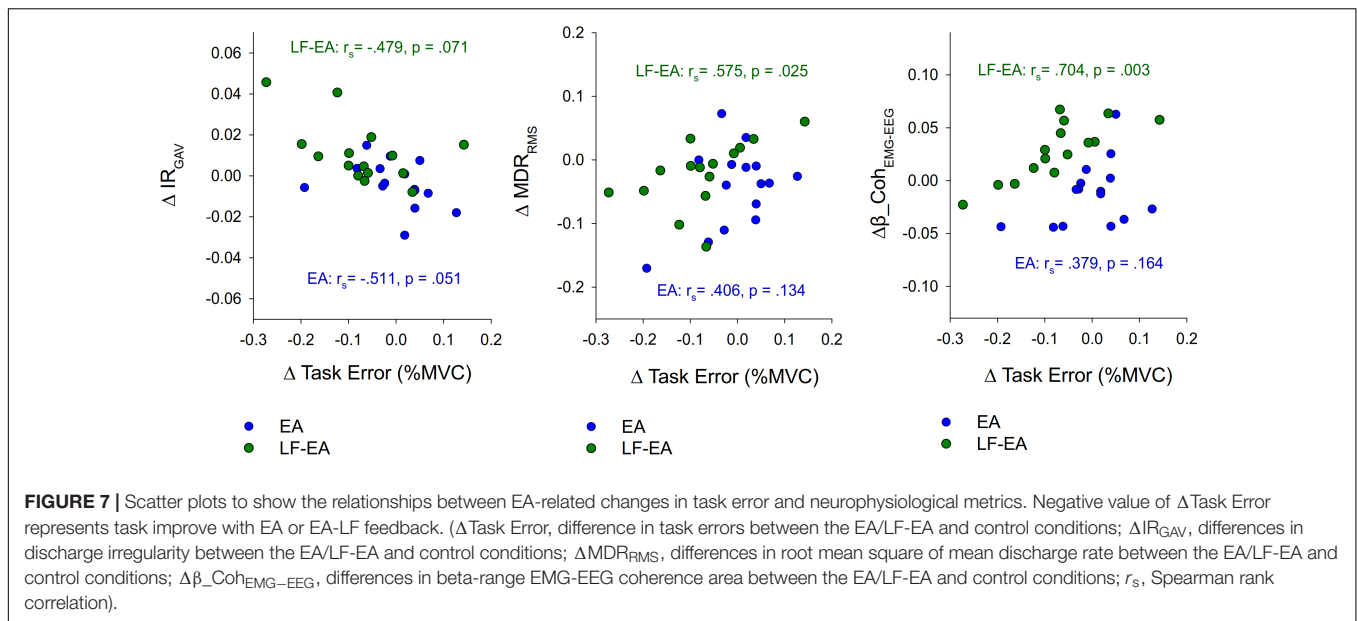 LF-EA: rs= -.479, p = .071
0.06
0.04
0.02
0.00
-0.02
-0.04
-0.06
Δ IRGAV
EA: rs= -.511, p = .051
-0.3 -0.2 -0.1 0.0 0.1 0.2
Δ Task Error (%MVC)
EA
LF-EA
LF-EA: rs= .575, p = .025
0.2
0.1
0.0
-0.1
-0.2
Δ MDRRMS
EA: rs= .406, p = .134
-0.3 -0.2 -0.1 0.0 0.1 0.2
Δ Task Error (%MVC)
EA
LF-EA
LF-EA: rs= .704, p = .003
0.10
0.05
0.00
-0.05
-0.10
Δβ_CohEMG-EEG
EA: rs= .379, p = .164
-0.3 -0.2 -0.1 0.0 0.1 0.2
Δ Task Error (%MVC)
EA
LF-EA
FIGURE 7 | Scatter plots to show the relationships between EA-related changes in task error and neurophysiological metrics. Negative value of ΔTask Error
represents task improve with EA or EA-LF feedback. (ΔTask Error, difference in task errors between the EA/LF-EA and control conditions; ΔIRGAV, differences in
discharge irregularity between the EA/LF-EA and control conditions; ΔMDRRMS, differences in root mean square of mean discharge rate between the EA/LF-EA and
control conditions; Δβ_CohEMG−EEG, differences in beta-range EMG-EEG coherence area between the EA/LF-EA and control conditions; rs, Spearman rank
correlation).